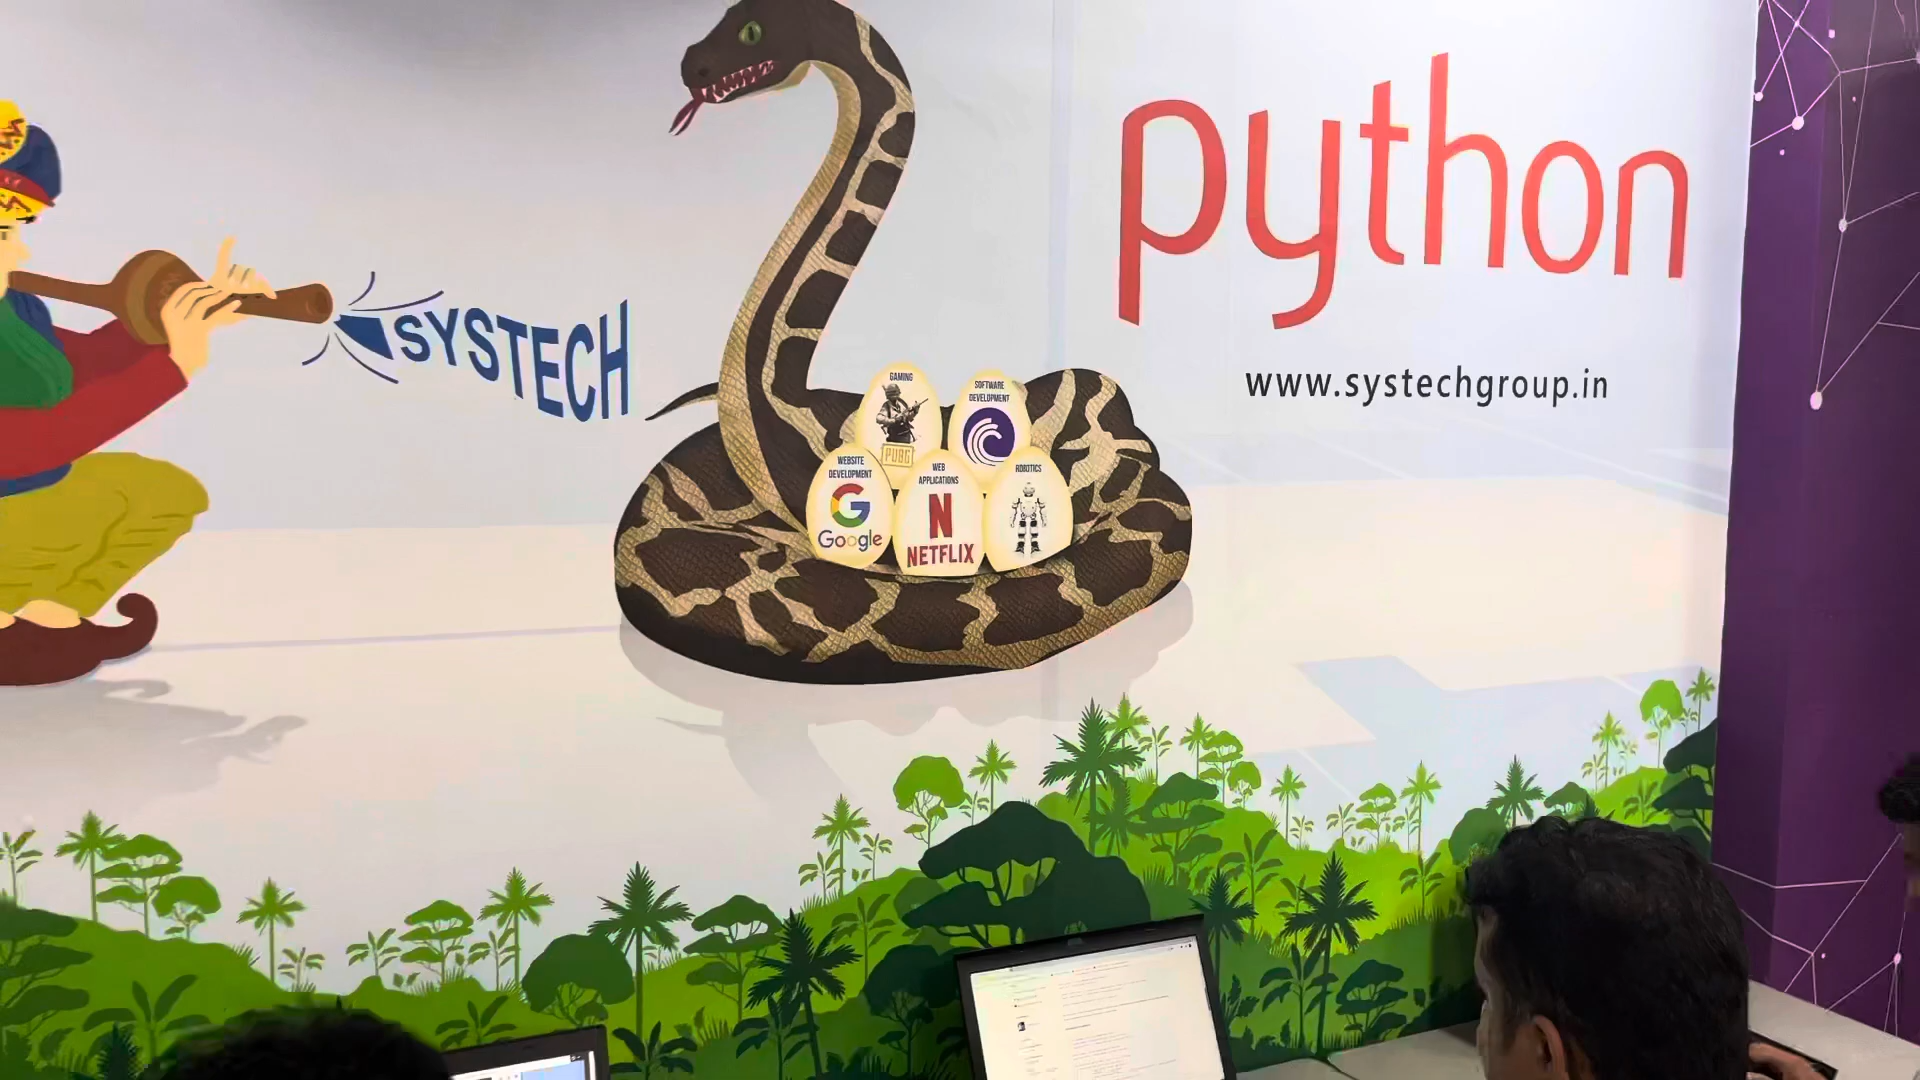 python
www.systechgroup.in
SYSTECH
GAMING
PUBG
SOFTWARE
DEVELOPMENT
WEBSITE
DEVELOPMENT
G
Google
WEB
APPLICATIONS
N
NETFLIX
ROBOTICS